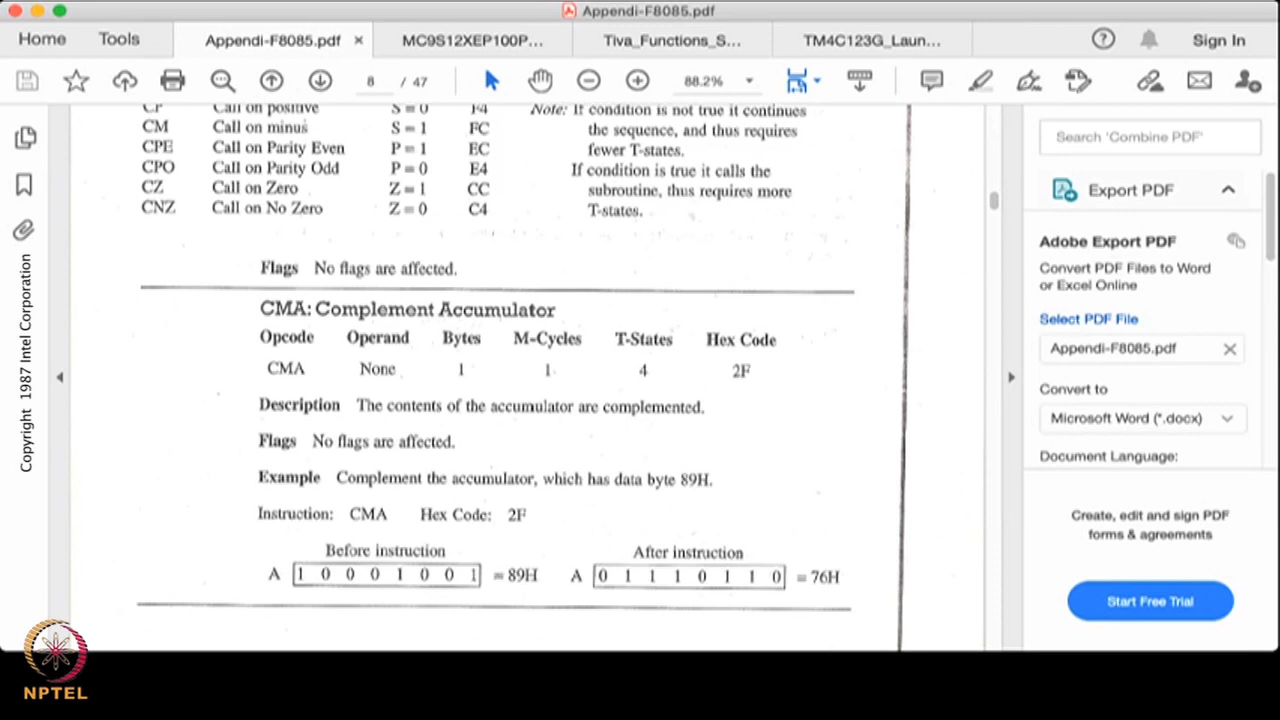 Appendi-F8085.pdf
Home Tools Appendi-F8085.pdf × MC9S12XEP100P... Tiva_Functions_S... TM4C123G_Laun... ? Sign In
8 / 47 88.2%
Copyright 1987 Intel Corporation
CP Call on positive S = 0 F4 Note: If condition is not true it continues
CM Call on minus S = 1 FC the sequence, and thus requires
CPE Call on Parity Even P = 1 EC fewer T-states.
CPO Call on Parity Odd P = 0 E4 If condition is true it calls the
CZ Call on Zero Z = 1 CC subroutine, thus requires more
CNZ Call on No Zero Z = 0 C4 T-states.
Flags No flags are affected.
CMA: Complement Accumulator
Opcode Operand Bytes M-Cycles T-States Hex Code
CMA None 1 1 4 2F
Description The contents of the accumulator are complemented.
Flags No flags are affected.
Example Complement the accumulator, which has data byte 89H.
Instruction: CMA Hex Code: 2F
Before instruction After instruction
A 1 0 0 0 1 0 0 1 = 89H A 0 1 1 1 0 1 1 0 = 76H
Search 'Combine PDF'
Export PDF
Adobe Export PDF
Convert PDF Files to Word
or Excel Online
Select PDF File
Appendi-F8085.pdf
Convert to
Microsoft Word (*.docx)
Document Language:
Create, edit and sign PDF
forms & agreements
Start Free Trial
NPTEL